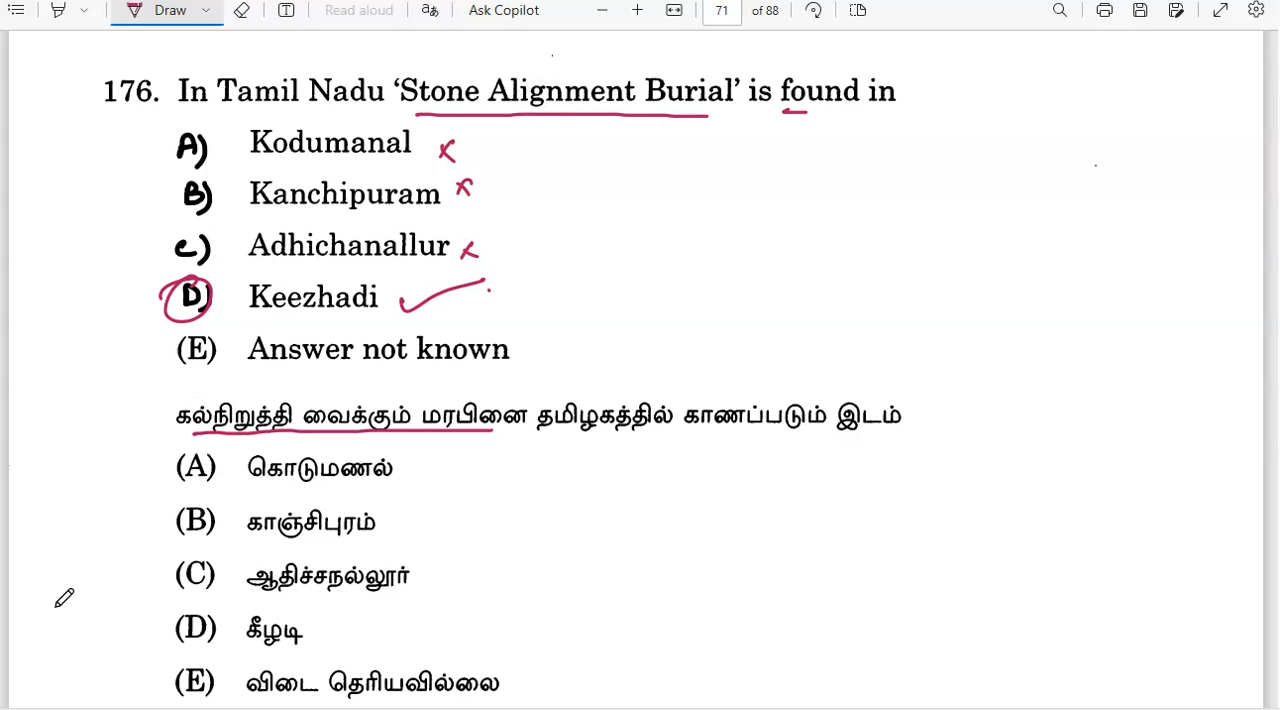 Draw Read aloud aあ Ask Copilot 71 of 88
176. In Tamil Nadu ‘Stone Alignment Burial’ is found in
A) Kodumanal
B) Kanchipuram
C) Adhichanallur
D) Keezhadi
(E) Answer not known
கல்நிறுத்தி வைக்கும் மரபினை தமிழகத்தில் காணப்படும் இடம்
(A) கொடுமணல்
(B) காஞ்சிபுரம்
(C) ஆதிச்சநல்லூர்
(D) கீழடி
(E) விடை தெரியவில்லை